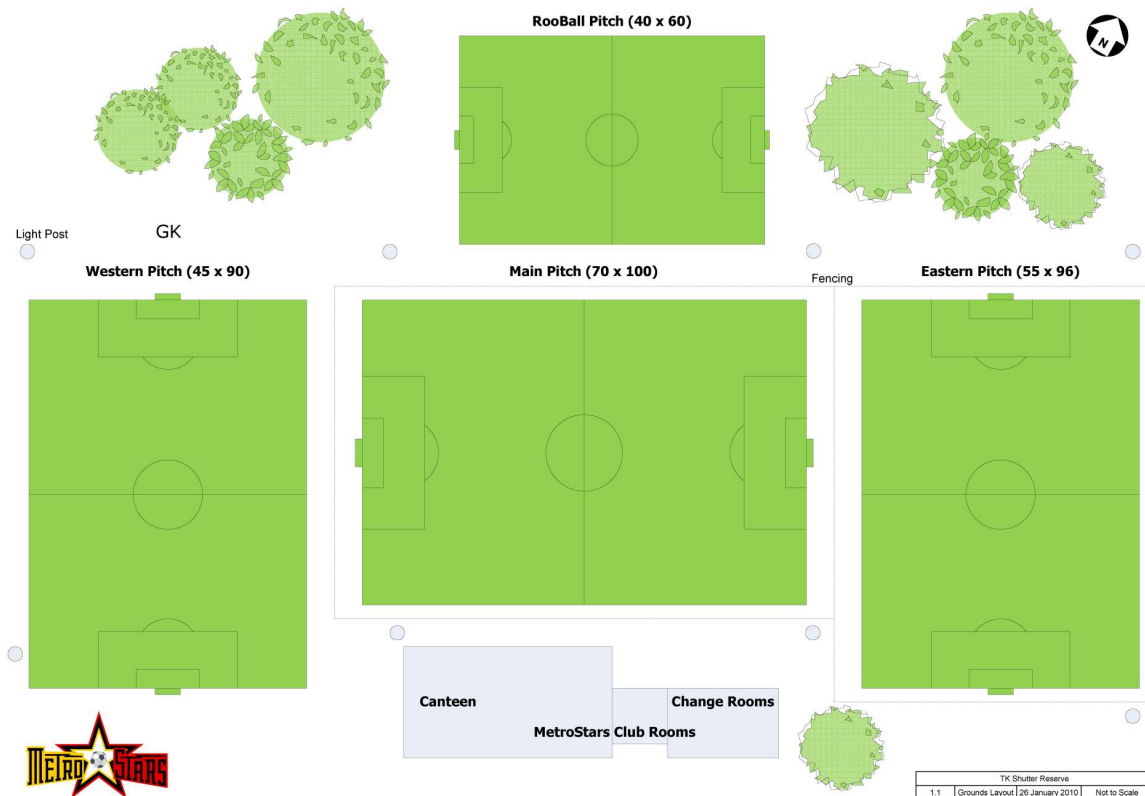 RooBall Pitch (40 x 60)
N
Light Post
GK
Western Pitch (45 x 90)
Main Pitch (70 x 100)
Fencing
Eastern Pitch (55 x 96)
Canteen
Change Rooms
MetroStars Club Rooms
METRO STARS
TK Shutter Reserve
1.1 Grounds Layout 26 January 2010 Not to Scale